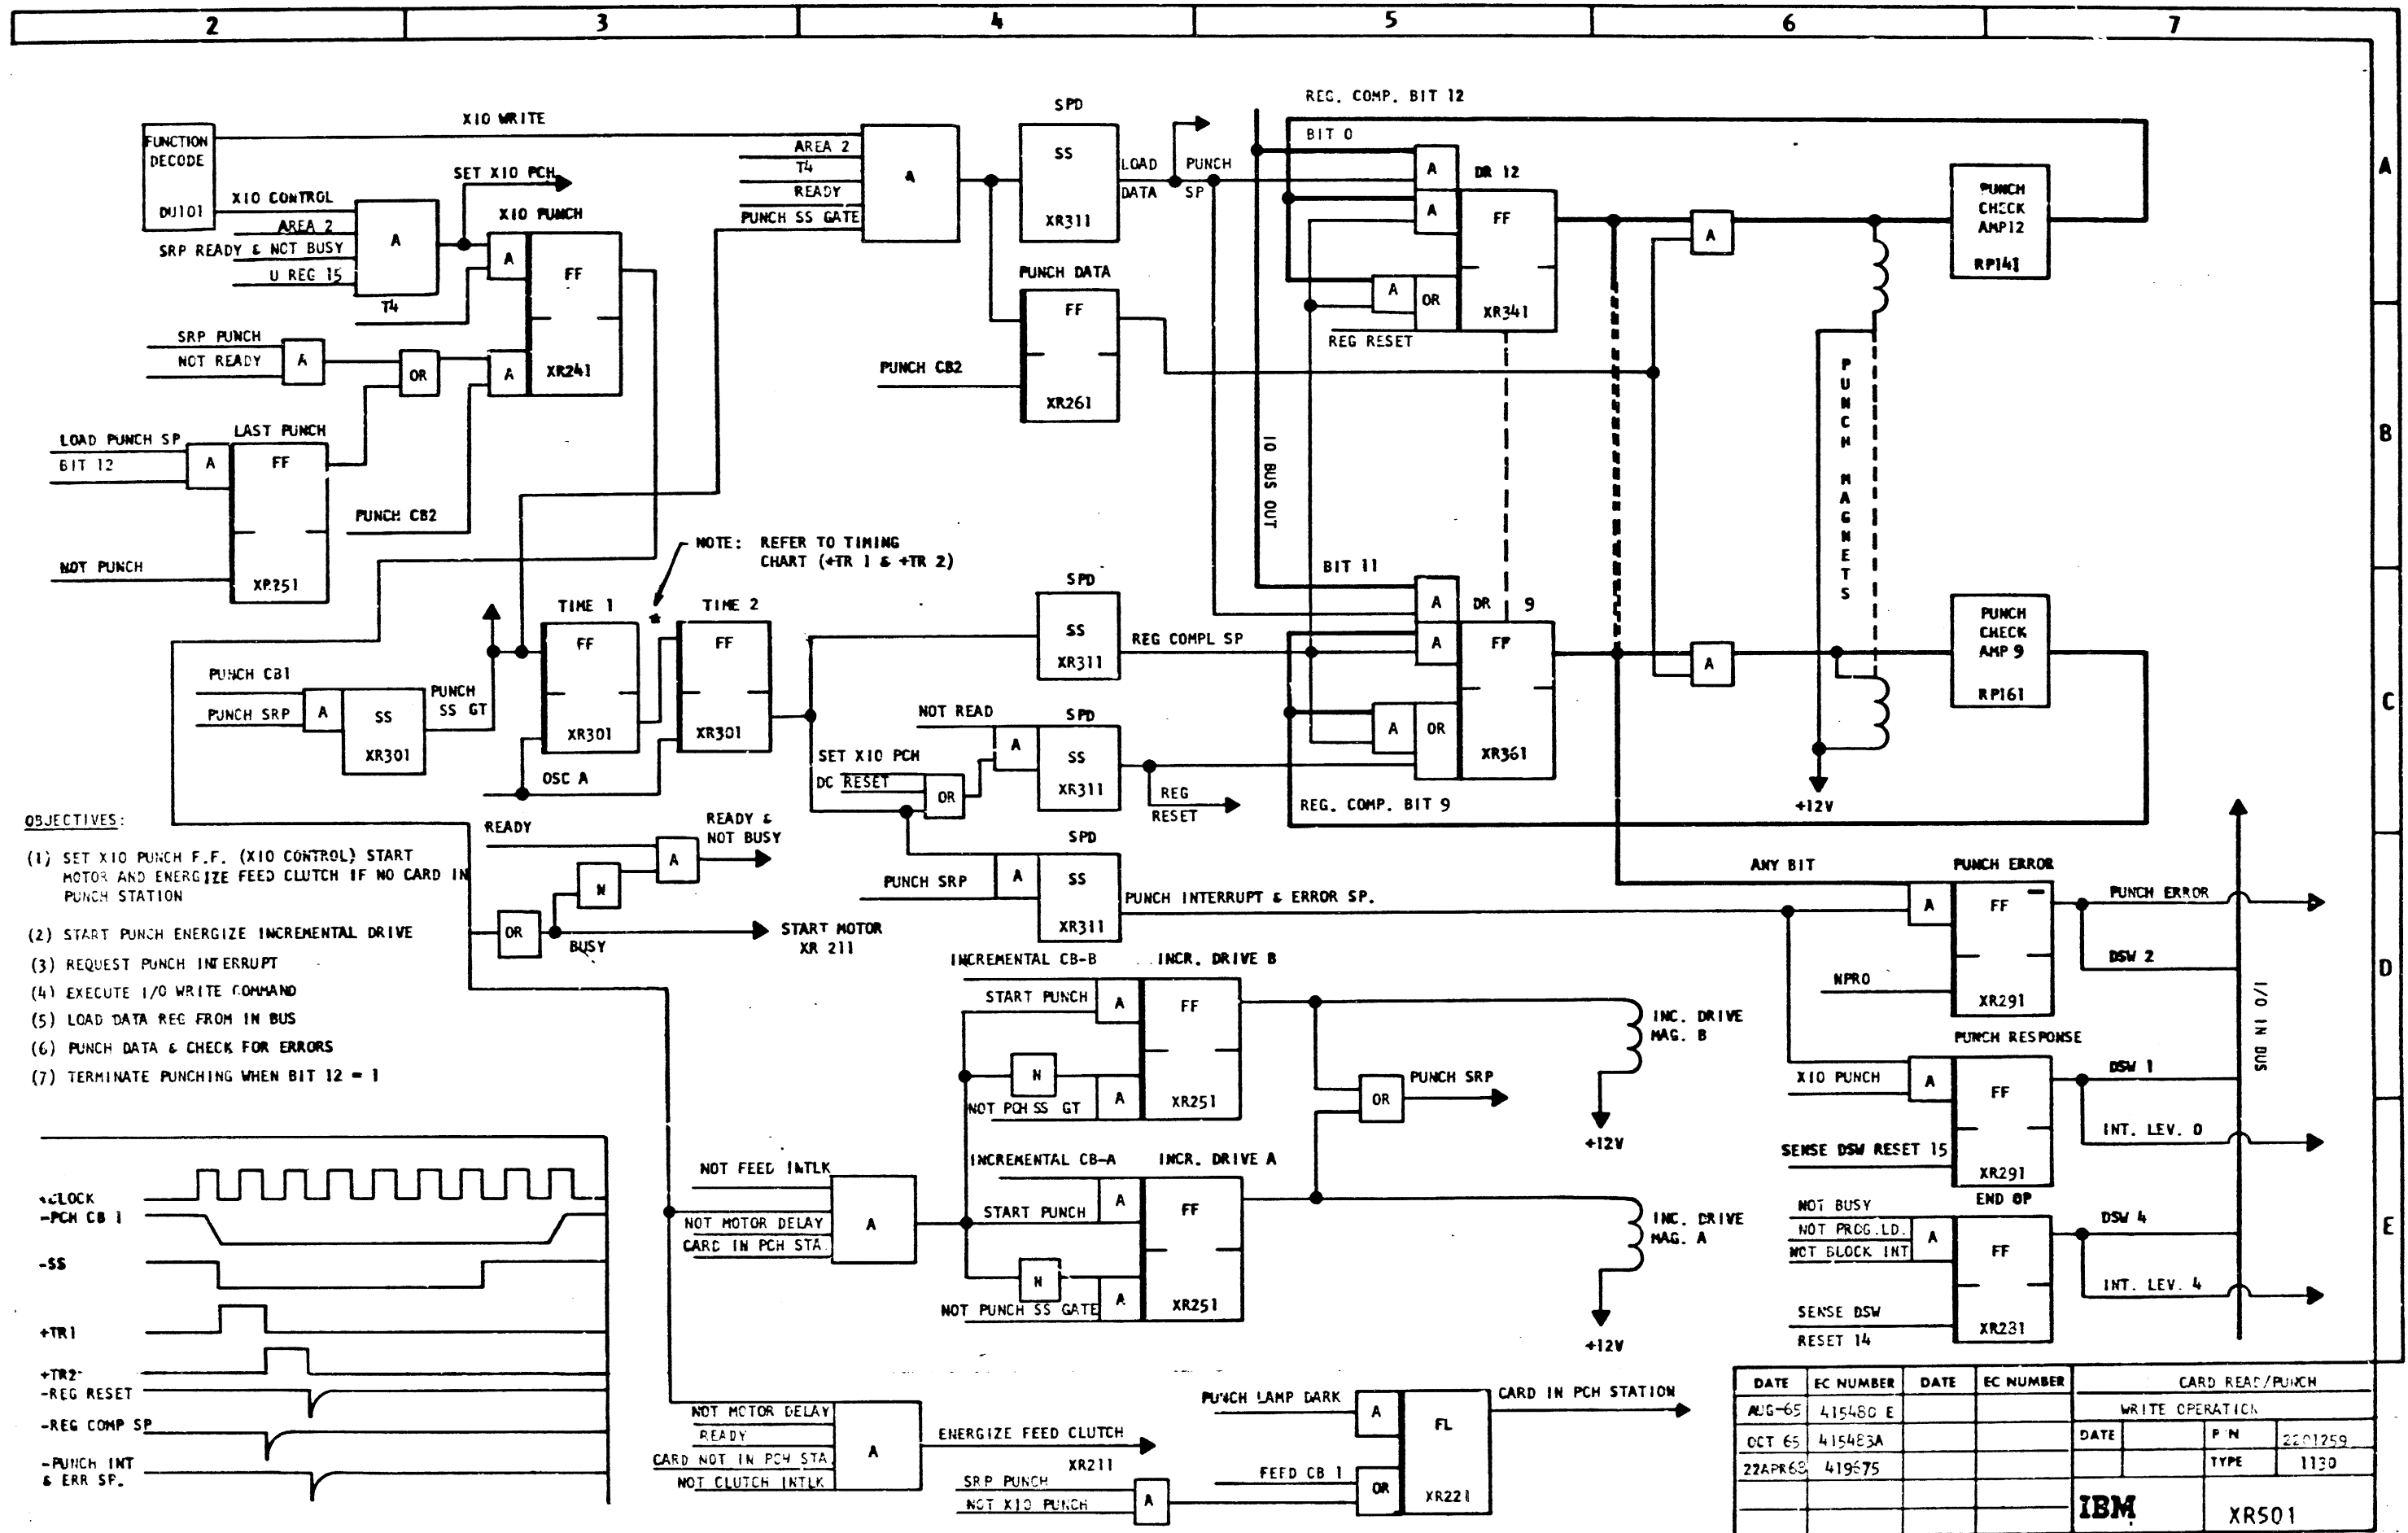 2 3 4 5 6 7
A
B
C
D
E
FUNCTION
DECODE
DU101
XIO WRITE
XIO CONTROL
AREA 2
SRP READY & NOT BUSY
U REG 15
A
SET XIO PCH
XIO PUNCH
T4
A
FF
A
XR241
SRP PUNCH
NOT READY
A
OR
LAST PUNCH
LOAD PUNCH SP
BIT 12
A
FF
XR251
NOT PUNCH
PUNCH CB2
AREA 2
T4
READY
PUNCH SS GATE
A
SPD
SS
XR311
LOAD PUNCH
DATA SP
PUNCH DATA
FF
XR261
PUNCH CB2
REG. COMP. BIT 12
BIT 0
A
A
DR 12
FF
A
OR
XR341
REG RESET
A
PUNCH
CHECK
AMP12
RP141
IO BUS OUT
PUNCH MAGNETS
NOTE: REFER TO TIMING
CHART (+TR 1 & +TR 2)
*
TIME 1
FF
XR301
TIME 2
FF
XR301
OSC A
PUNCH CB1
PUNCH SRP
A
SS
XR301
PUNCH
SS GT
SPD
SS
XR311
REG COMPL SP
NOT READ
SET XIO PCH
DC RESET
OR
A
SPD
SS
XR311
REG
RESET
BIT 11
A
A
DR 9
FF
A
OR
XR361
REG. COMP. BIT 9
A
PUNCH
CHECK
AMP 9
RP161
+12V
READY
READY &
NOT BUSY
A
N
OR
BUSY
START MOTOR
XR 211
PUNCH SRP
A
SPD
SS
XR311
PUNCH INTERRUPT & ERROR SP.
ANY BIT
PUNCH ERROR
A
FF
XR291
NPRO
PUNCH ERROR
DSW 2
I/O IN BUS
OBJECTIVES:
(1) SET XIO PUNCH F.F. (XIO CONTROL) START
MOTOR AND ENERGIZE FEED CLUTCH IF NO CARD IN
PUNCH STATION
(2) START PUNCH ENERGIZE INCREMENTAL DRIVE
(3) REQUEST PUNCH INTERRUPT
(4) EXECUTE I/O WRITE COMMAND
(5) LOAD DATA REG FROM IN BUS
(6) PUNCH DATA & CHECK FOR ERRORS
(7) TERMINATE PUNCHING WHEN BIT 12 = 1
INCREMENTAL CB-B
INCR. DRIVE B
START PUNCH
A
FF
N
NOT PCH SS GT
A
XR251
INC. DRIVE
MAG. B
+12V
OR
PUNCH SRP
PUNCH RESPONSE
XIO PUNCH
A
FF
SENSE DSW RESET 15
XR291
DSW 1
INT. LEV. 0
NOT FEED INTLK
NOT MOTOR DELAY
CARD IN PCH STA.
A
INCREMENTAL CB-A
INCR. DRIVE A
START PUNCH
A
FF
N
NOT PUNCH SS GATE
A
XR251
INC. DRIVE
MAG. A
+12V
END OP
NOT BUSY
NOT PROG.LD.
NOT BLOCK INT
A
FF
SENSE DSW
RESET 14
XR231
DSW 4
INT. LEV. 4
+CLOCK
-PCH CB 1
-SS
+TR1
+TR2
-REG RESET
-REG COMP SP
-PUNCH INT
& ERR SP.
NOT MOTOR DELAY
READY
CARD NOT IN PCH STA
NOT CLUTCH INTLK
A
ENERGIZE FEED CLUTCH
XR211
PUNCH LAMP DARK
A
FL
CARD IN PCH STATION
FEED CB 1
OR
XR221
SRP PUNCH
NOT XIO PUNCH
A
DATE EC NUMBER DATE EC NUMBER
AUG-65 415480 E
OCT 65 415483A
22APR68 419675
CARD READ/PUNCH
WRITE OPERATION
DATE P N 2201259
TYPE 1130
IBM XR501